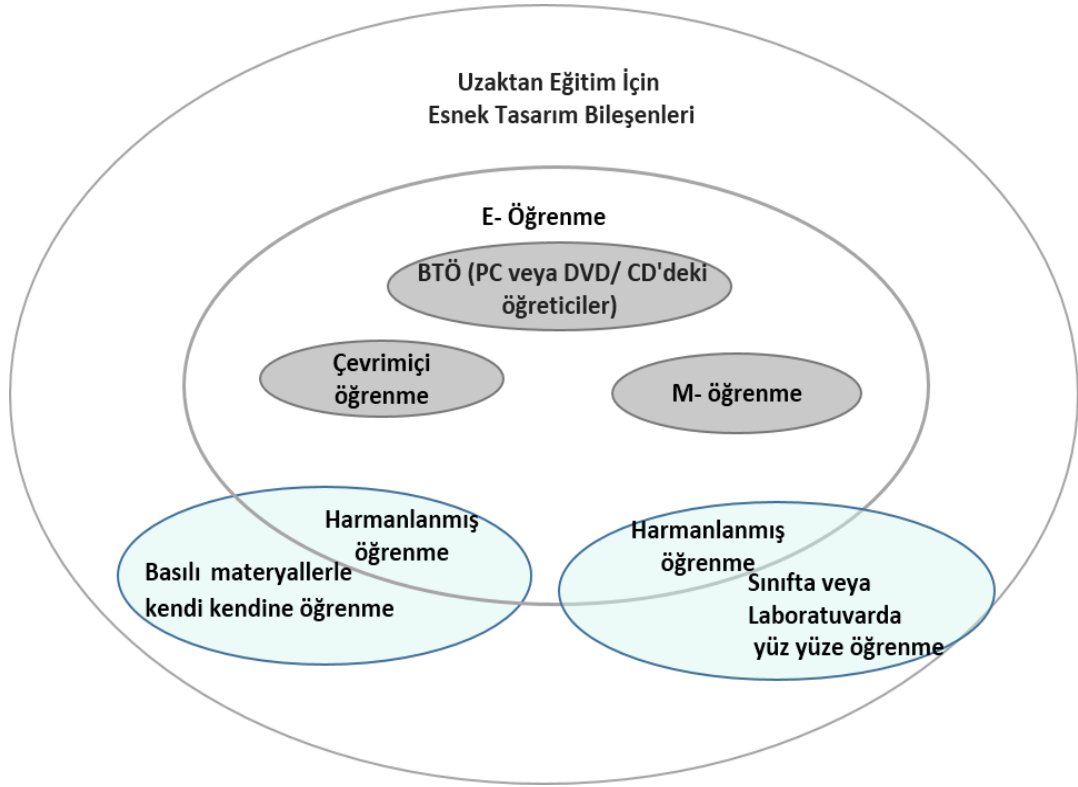 Uzaktan Eğitim İçin
Esnek Tasarım Bileşenleri
E- Öğrenme
BTÖ (PC veya DVD/ CD'deki
öğreticiler)
Çevrimiçi
öğrenme
M- öğrenme
Harmanlanmış
öğrenme
Basılı materyallerle
kendi kendine öğrenme
Harmanlanmış
öğrenme
Sınıfta veya
Laboratuvarda
yüz yüze öğrenme